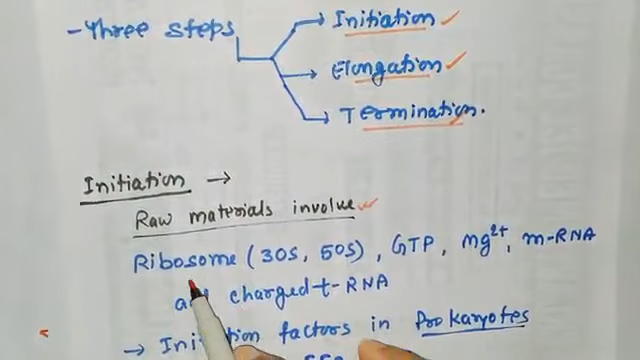 - Three steps
Initiation
Elongation
Termination.
Initiation →
Raw materials involve
Ribosome (30S, 50S), GTP, Mg²⁺, m-RNA
charged t-RNA
→ factors in Prokaryotes